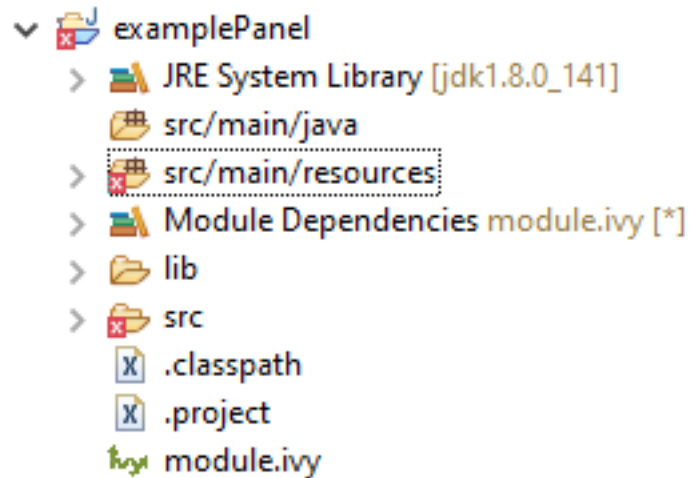 examplePanel
JRE System Library [jdk1.8.0_141]
src/main/java
src/main/resources
Module Dependencies module.ivy [*]
lib
src
.classpath
.project
module.ivy